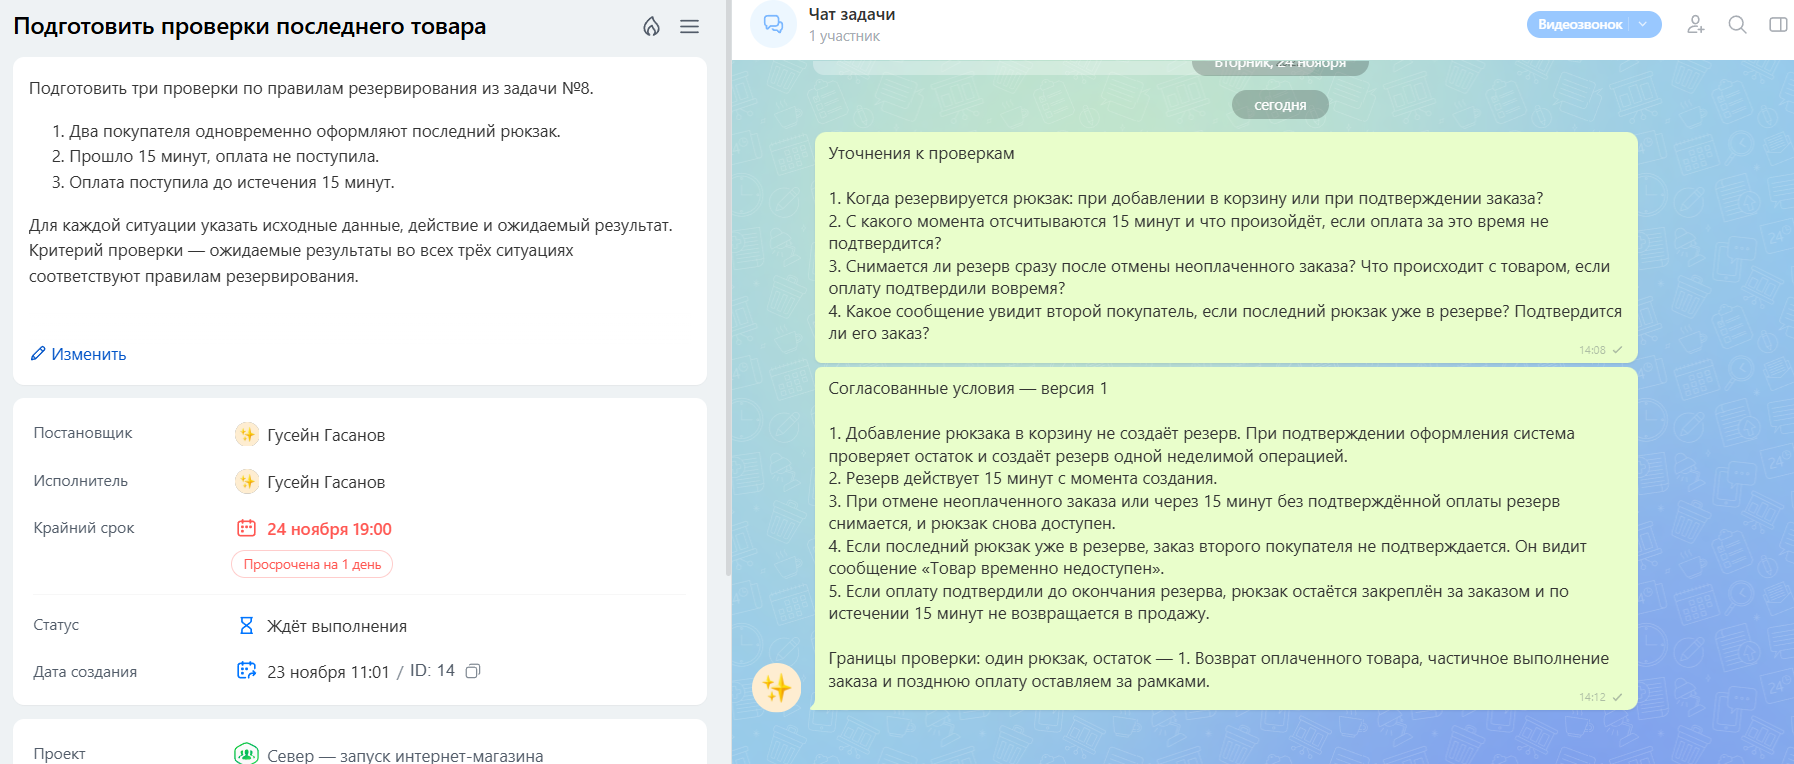 Подготовить проверки последнего товара
Подготовить три проверки по правилам резервирования из задачи №8.
1. Два покупателя одновременно оформляют последний рюкзак.
2. Прошло 15 минут, оплата не поступила.
3. Оплата поступила до истечения 15 минут.
Для каждой ситуации указать исходные данные, действие и ожидаемый результат.
Критерий проверки — ожидаемые результаты во всех трёх ситуациях
соответствуют правилам резервирования.
Изменить
Постановщик
Гусейн Гасанов
Исполнитель
Гусейн Гасанов
Крайний срок
24 ноября 19:00
Просрочена на 1 день
Статус
Ждёт выполнения
Дата создания
23 ноября 11:01 / ID: 14
Проект
Север — запуск интернет-магазина
Чат задачи
1 участник
Видеозвонок
Вторник, 24 ноября
сегодня
Уточнения к проверкам
1. Когда резервируется рюкзак: при добавлении в корзину или при подтверждении заказа?
2. С какого момента отсчитываются 15 минут и что произойдёт, если оплата за это время не
подтвердится?
3. Снимается ли резерв сразу после отмены неоплаченного заказа? Что происходит с товаром, если
оплату подтвердили вовремя?
4. Какое сообщение увидит второй покупатель, если последний рюкзак уже в резерве? Подтвердится
ли его заказ?
14:08
Согласованные условия — версия 1
1. Добавление рюкзака в корзину не создаёт резерв. При подтверждении оформления система
проверяет остаток и создаёт резерв одной неделимой операцией.
2. Резерв действует 15 минут с момента создания.
3. При отмене неоплаченного заказа или через 15 минут без подтверждённой оплаты резерв
снимается, и рюкзак снова доступен.
4. Если последний рюкзак уже в резерве, заказ второго покупателя не подтверждается. Он видит
сообщение «Товар временно недоступен».
5. Если оплату подтвердили до окончания резерва, рюкзак остаётся закреплён за заказом и по
истечении 15 минут не возвращается в продажу.
Границы проверки: один рюкзак, остаток — 1. Возврат оплаченного товара, частичное выполнение
заказа и позднюю оплату оставляем за рамками.
14:12